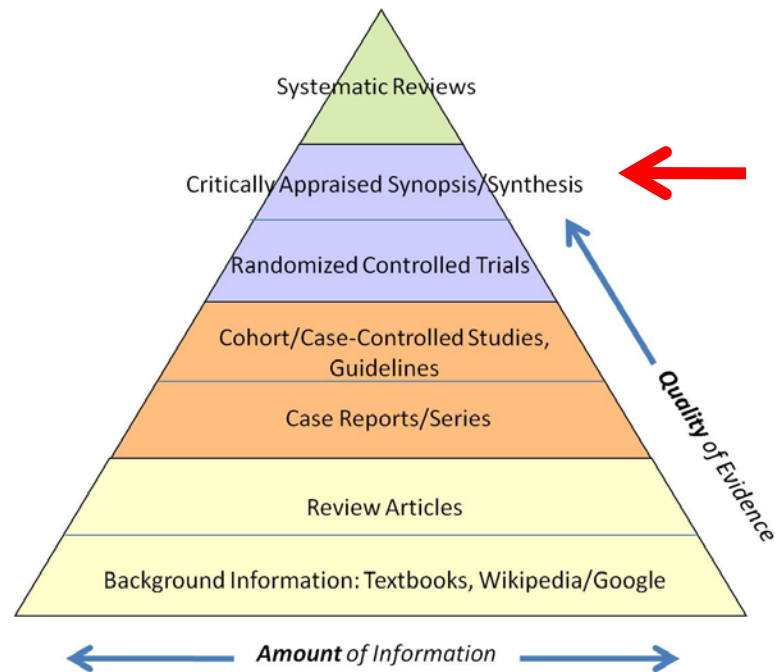 Systematic Reviews
Critically Appraised Synopsis/Synthesis
Randomized Controlled Trials
Cohort/Case-Controlled Studies,
Guidelines
Case Reports/Series
Quality of Evidence
Review Articles
Background Information: Textbooks, Wikipedia/Google
Amount of Information